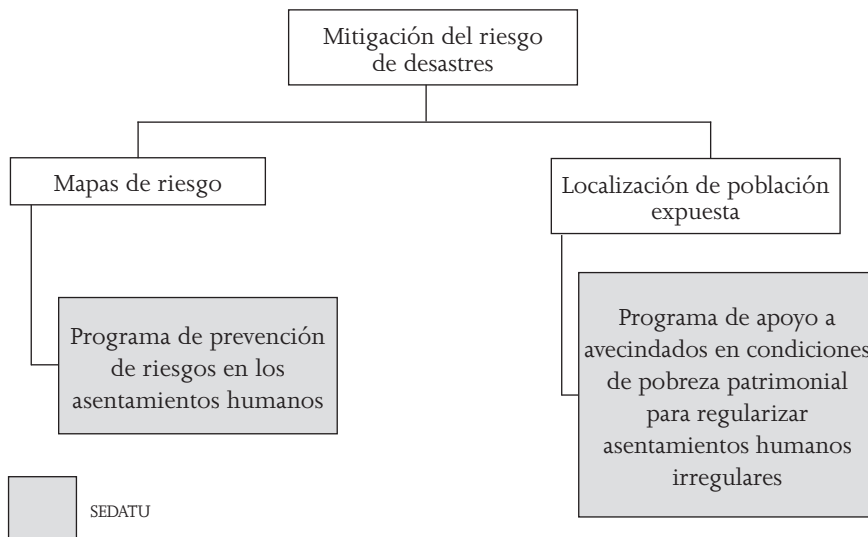 Mitigación del riesgo
de desastres
Mapas de riesgo
Localización de población
expuesta
Programa de prevención
de riesgos en los
asentamientos humanos
Programa de apoyo a
avecindados en condiciones
de pobreza patrimonial
para regularizar
asentamientos humanos
irregulares
SEDATU